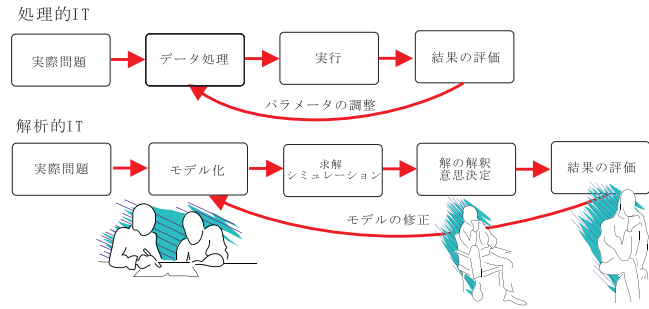 処理的IT
実際問題
データ処理
実行
結果の評価
パラメータの調整
解析的IT
実際問題
モデル化
求解
シミュレーション
解の解釈
意思決定
結果の評価
モデルの修正